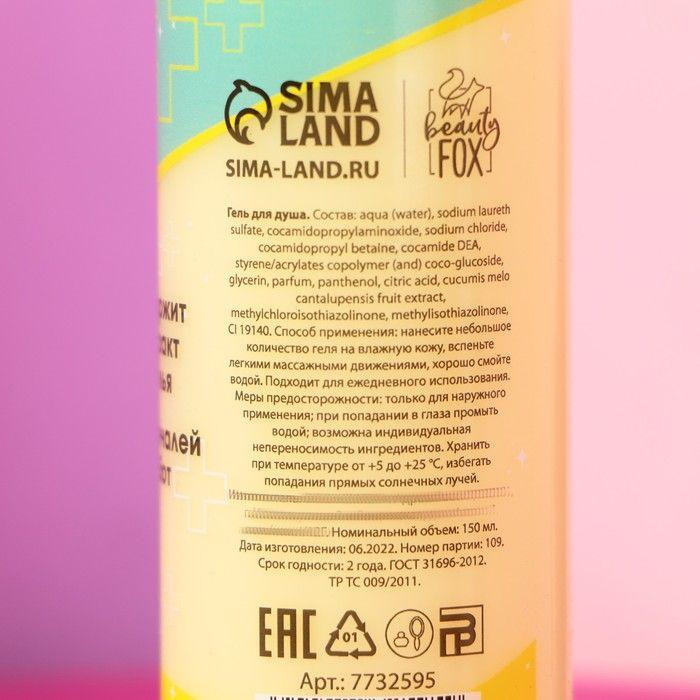 SIMA
LAND
SIMA-LAND.RU
beauty
FOX
Гель для душа. Состав: aqua (water), sodium laureth
sulfate, cocamidopropylaminoxide, sodium chloride,
cocamidopropyl betaine, cocamide DEA,
styrene/acrylates copolymer (and) coco-glucoside,
glycerin, parfum, panthenol, citric acid, cucumis melo
cantalupensis fruit extract,
methylchloroisothiazolinone, methylisothiazolinone,
CI 19140. Способ применения: нанесите небольшое
количество геля на влажную кожу, вспеньте
легкими массажными движениями, хорошо смойте
водой. Подходит для ежедневного использования.
Меры предосторожности: только для наружного
применения; при попадании в глаза промыть
водой; возможна индивидуальная
непереносимость ингредиентов. Хранить
при температуре от +5 до +25 °С, избегать
попадания прямых солнечных лучей.
Номинальный объем: 150 мл.
Дата изготовления: 06.2022. Номер партии: 109.
Срок годности: 2 года. ГОСТ 31696-2012.
ТР ТС 009/2011.
ЕАС
01
Арт.: 7732595